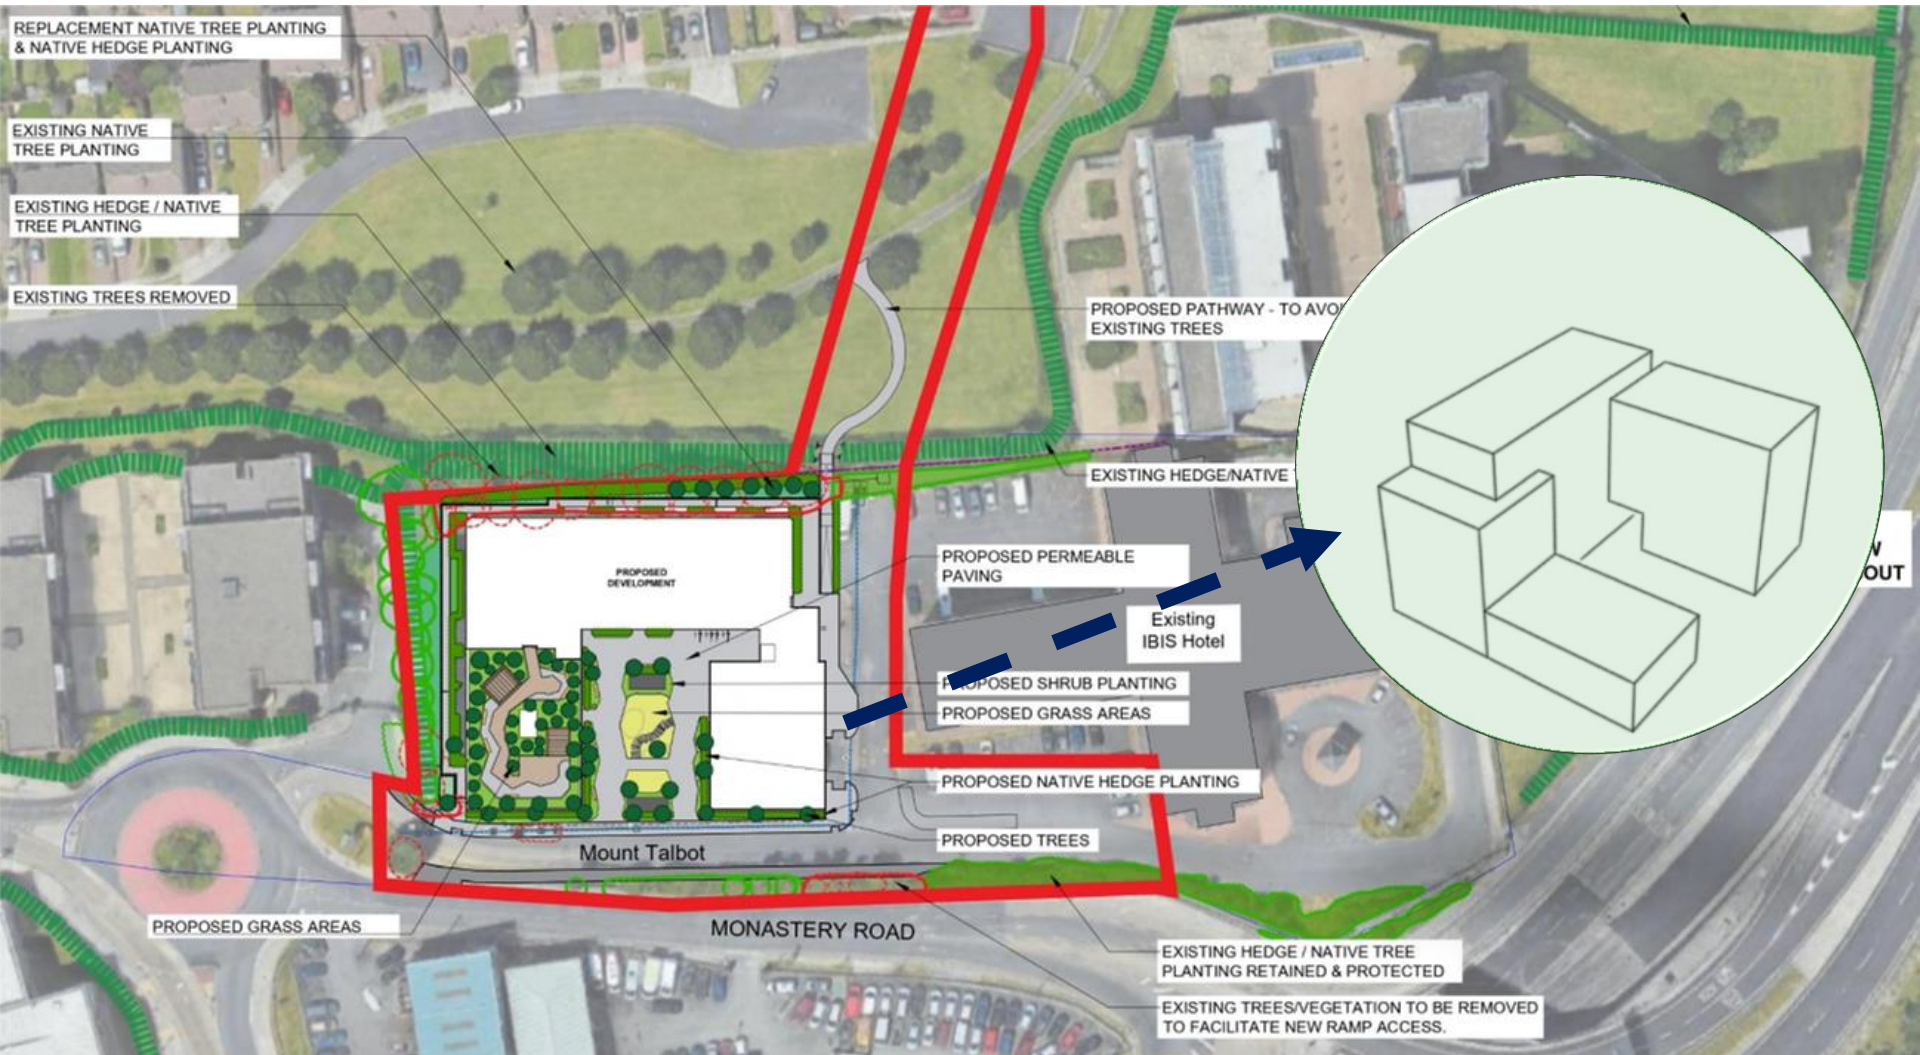 REPLACEMENT NATIVE TREE PLANTING
& NATIVE HEDGE PLANTING
EXISTING NATIVE
TREE PLANTING
EXISTING HEDGE / NATIVE
TREE PLANTING
EXISTING TREES REMOVED
PROPOSED PATHWAY - TO AVOI
EXISTING TREES
EXISTING HEDGE/NATIVE
PROPOSED
DEVELOPMENT
PROPOSED PERMEABLE
PAVING
Existing
IBIS Hotel
OUT
PROPOSED SHRUB PLANTING
PROPOSED GRASS AREAS
PROPOSED NATIVE HEDGE PLANTING
PROPOSED TREES
Mount Talbot
PROPOSED GRASS AREAS
MONASTERY ROAD
EXISTING HEDGE / NATIVE TREE
PLANTING RETAINED & PROTECTED
EXISTING TREES/VEGETATION TO BE REMOVED
TO FACILITATE NEW RAMP ACCESS.